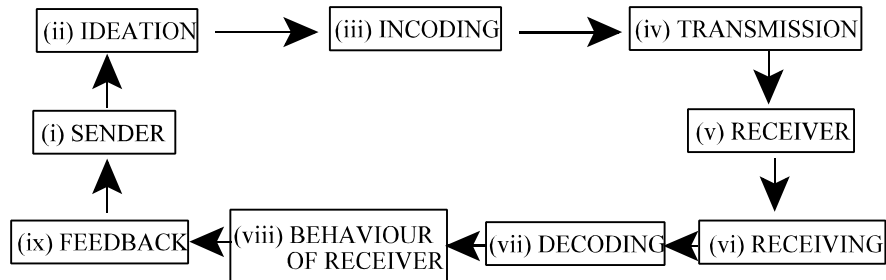 (ii) IDEATION
(iii) INCODING
(iv) TRANSMISSION
(i) SENDER
(v) RECEIVER
(ix) FEEDBACK
(viii) BEHAVIOUR
OF RECEIVER
(vii) DECODING
(vi) RECEIVING